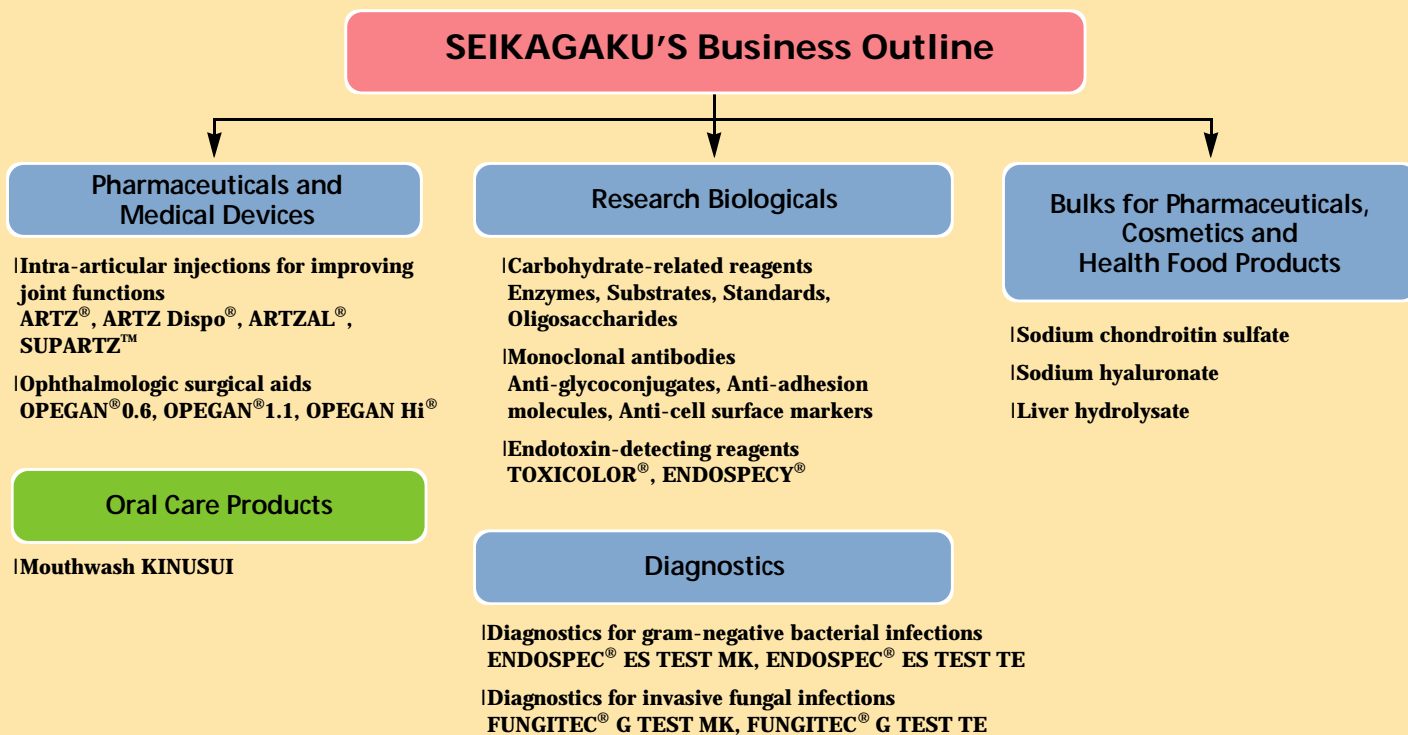 SEIKAGAKU'S Business Outline
Pharmaceuticals and
Medical Devices
|Intra-articular injections for improving
joint functions
ARTZ®, ARTZ Dispo®, ARTZAL®,
SUPARTZ™
|Ophthalmologic surgical aids
OPEGAN®0.6, OPEGAN®1.1, OPEGAN Hi®
Oral Care Products
|Mouthwash KINUSUI
Research Biologicals
|Carbohydrate-related reagents
Enzymes, Substrates, Standards,
Oligosaccharides
|Monoclonal antibodies
Anti-glycoconjugates, Anti-adhesion
molecules, Anti-cell surface markers
|Endotoxin-detecting reagents
TOXICOLOR®, ENDOSPECY®
Diagnostics
|Diagnostics for gram-negative bacterial infections
ENDOSPEC® ES TEST MK, ENDOSPEC® ES TEST TE
|Diagnostics for invasive fungal infections
FUNGITEC® G TEST MK, FUNGITEC® G TEST TE
Bulks for Pharmaceuticals,
Cosmetics and
Health Food Products
|Sodium chondroitin sulfate
|Sodium hyaluronate
|Liver hydrolysate